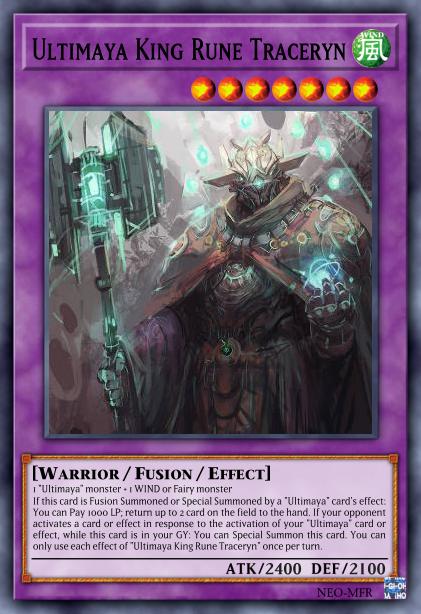 ULTIMAYA KING RUNE TRACERYN
WIND
風
[WARRIOR / FUSION / EFFECT]
1 "Ultimaya" monster + 1 WIND or Fairy monster
If this card is Fusion Summoned or Special Summoned by a "Ultimaya" card's effect:
You can Pay 1000 LP; return up to 2 card on the field to the hand. If your opponent
activates a card or effect in response to the activation of your "Ultimaya" card or
effect, while this card is in your GY: You can Special Summon this card. You can
only use each effect of "Ultimaya King Rune Traceryn" once per turn.
ATK/2400 DEF/2100
NEO-MFR